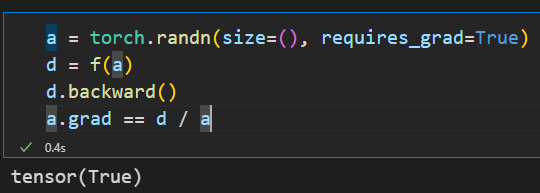 a = torch.randn(size=(), requires_grad=True)
d = f(a)
d.backward()
a.grad == d / a
0.4s
tensor(True)